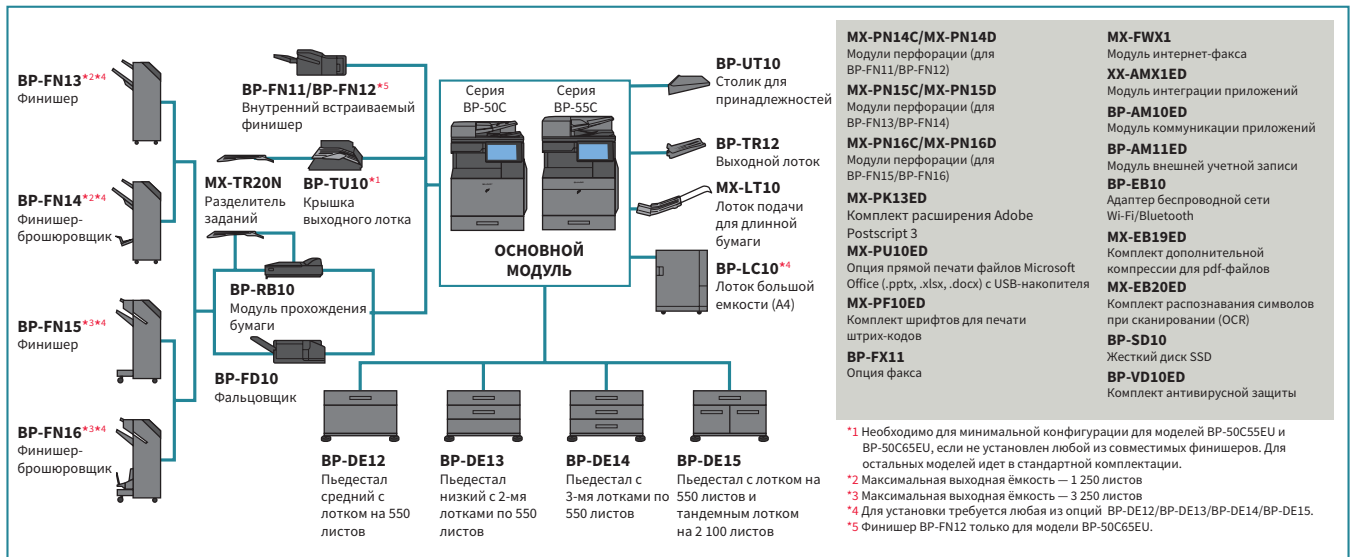 BP-FN13*2*4
Финишер
BP-FN14*2*4
Финишер-
брошюровщик
BP-FN15*3*4
Финишер
BP-FN16*3*4
Финишер-
брошюровщик
BP-FN11/BP-FN12*5
Внутренний встраиваемый
финишер
MX-TR20N
Разделитель
заданий
BP-TU10*1
Крышка
выходного лотка
BP-RB10
Модуль прохождения
бумаги
BP-FD10
Фальцовщик
Серия
BP-50C
Серия
BP-55C
SHARP
ОСНОВНОЙ
МОДУЛЬ
BP-UT10
Столик для
принадлежностей
BP-TR12
Выходной лоток
MX-LT10
Лоток подачи
для длинной
бумаги
BP-LC10*4
Лоток большой
емкости (A4)
BP-DE12
Пьедестал
средний с
лотком на 550
листов
BP-DE13
Пьедестал
низкий с 2-мя
лотками по 550
листов
BP-DE14
Пьедестал с
3-мя лотками по
550 листов
BP-DE15
Пьедестал с лотком на
550 листов и
тандемным лотком
на 2 100 листов
MX-PN14C/MX-PN14D
Модули перфорации (для
BP-FN11/BP-FN12)
MX-PN15C/MX-PN15D
Модули перфорации (для
BP-FN13/BP-FN14)
MX-PN16C/MX-PN16D
Модули перфорации (для
BP-FN15/BP-FN16)
MX-PK13ED
Комплект расширения Adobe
Postscript 3
MX-PU10ED
Опция прямой печати файлов Microsoft
Office (.pptx, .xlsx, .docx) с USB-накопителя
MX-PF10ED
Комплект шрифтов для печати
штрих-кодов
BP-FX11
Опция факса
MX-FWX1
Модуль интернет-факса
XX-AMX1ED
Модуль интеграции приложений
BP-AM10ED
Модуль коммуникации приложений
BP-AM11ED
Модуль внешней учетной записи
BP-EB10
Адаптер беспроводной сети
Wi-Fi/Bluetooth
MX-EB19ED
Комплект дополнительной
компрессии для pdf-файлов
MX-EB20ED
Комплект распознавания символов
при сканировании (OCR)
BP-SD10
Жесткий диск SSD
BP-VD10ED
Комплект антивирусной защиты
*1 Необходимо для минимальной конфигурации для моделей BP-50C55EU и
BP-50C65EU, если не установлен любой из совместимых финишеров. Для
остальных моделей идет в стандартной комплектации.
*2 Максимальная выходная ёмкость — 1 250 листов
*3 Максимальная выходная ёмкость — 3 250 листов
*4 Для установки требуется любая из опций BP-DE12/BP-DE13/BP-DE14/BP-DE15.
*5 Финишер BP-FN12 только для модели BP-50C65EU.